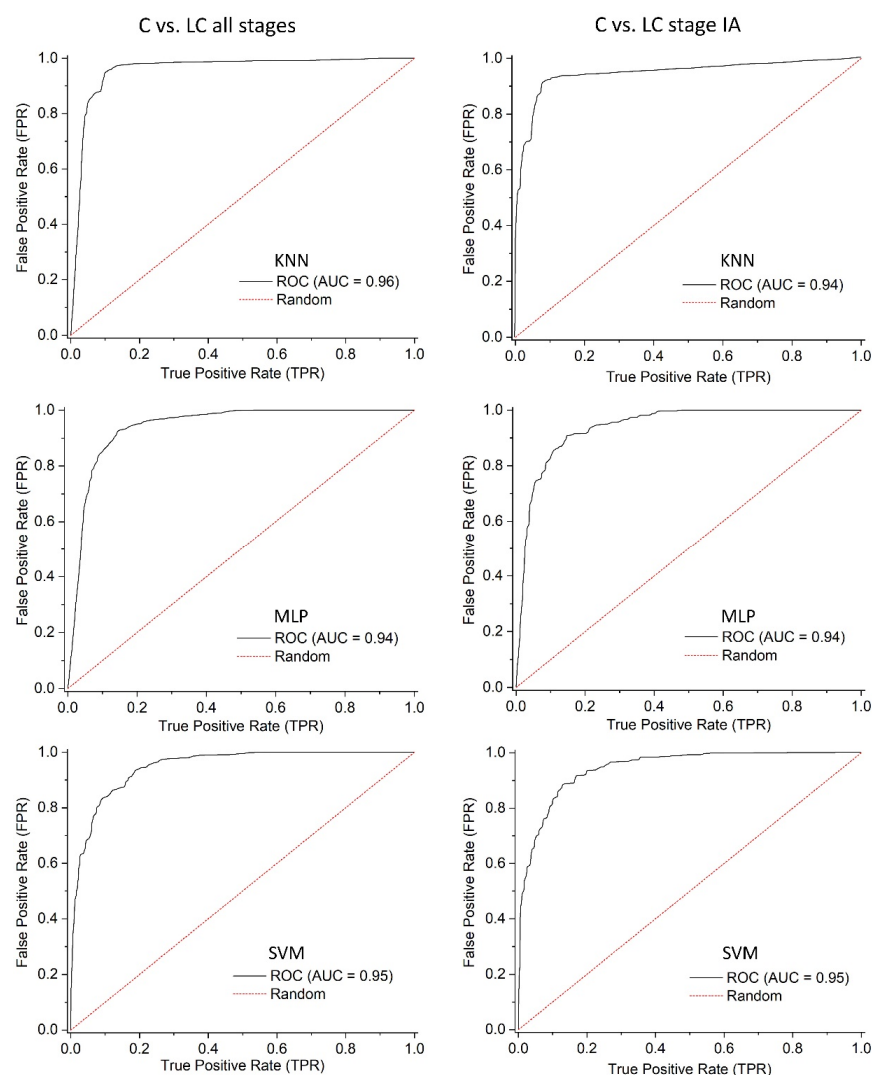 C vs. LC all stages
C vs. LC stage IA
1.0
0.8
0.6
0.4
0.2
0.0
False Positive Rate (FPR)
KNN
ROC (AUC = 0.96)
Random
0.0 0.2 0.4 0.6 0.8 1.0
True Positive Rate (TPR)
1.0
0.8
0.6
0.4
0.2
0.0
False Positive Rate (FPR)
KNN
ROC (AUC = 0.94)
Random
0.0 0.2 0.4 0.6 0.8 1.0
True Positive Rate (TPR)
1.0
0.8
0.6
0.4
0.2
0.0
False Positive Rate (FPR)
MLP
ROC (AUC = 0.94)
Random
0.0 0.2 0.4 0.6 0.8 1.0
True Positive Rate (TPR)
1.0
0.8
0.6
0.4
0.2
0.0
False Positive Rate (FPR)
MLP
ROC (AUC = 0.94)
Random
0.0 0.2 0.4 0.6 0.8 1.0
True Positive Rate (TPR)
1.0
0.8
0.6
0.4
0.2
0.0
False Positive Rate (FPR)
SVM
ROC (AUC = 0.95)
Random
0.0 0.2 0.4 0.6 0.8 1.0
True Positive Rate (TPR)
1.0
0.8
0.6
0.4
0.2
0.0
False Positive Rate (FPR)
SVM
ROC (AUC = 0.95)
Random
0.0 0.2 0.4 0.6 0.8 1.0
True Positive Rate (TPR)